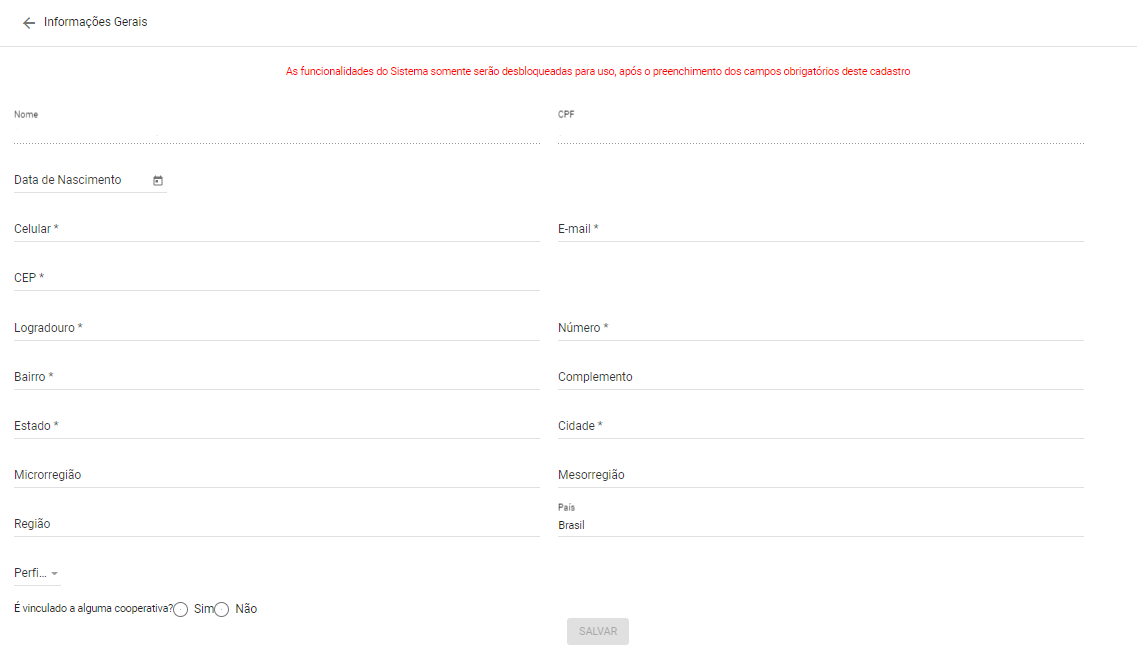 Informações Gerais
As funcionalidades do Sistema somente serão desbloqueadas para uso, após o preenchimento dos campos obrigatórios deste cadastro
Nome
CPF
Data de Nascimento
Celular *
E-mail *
CEP *
Logradouro *
Número *
Bairro *
Complemento
Estado *
Cidade *
Microrregião
Mesorregião
Região
País
Brasil
Perfi...
É vinculado a alguma cooperativa? Sim Não
SALVAR